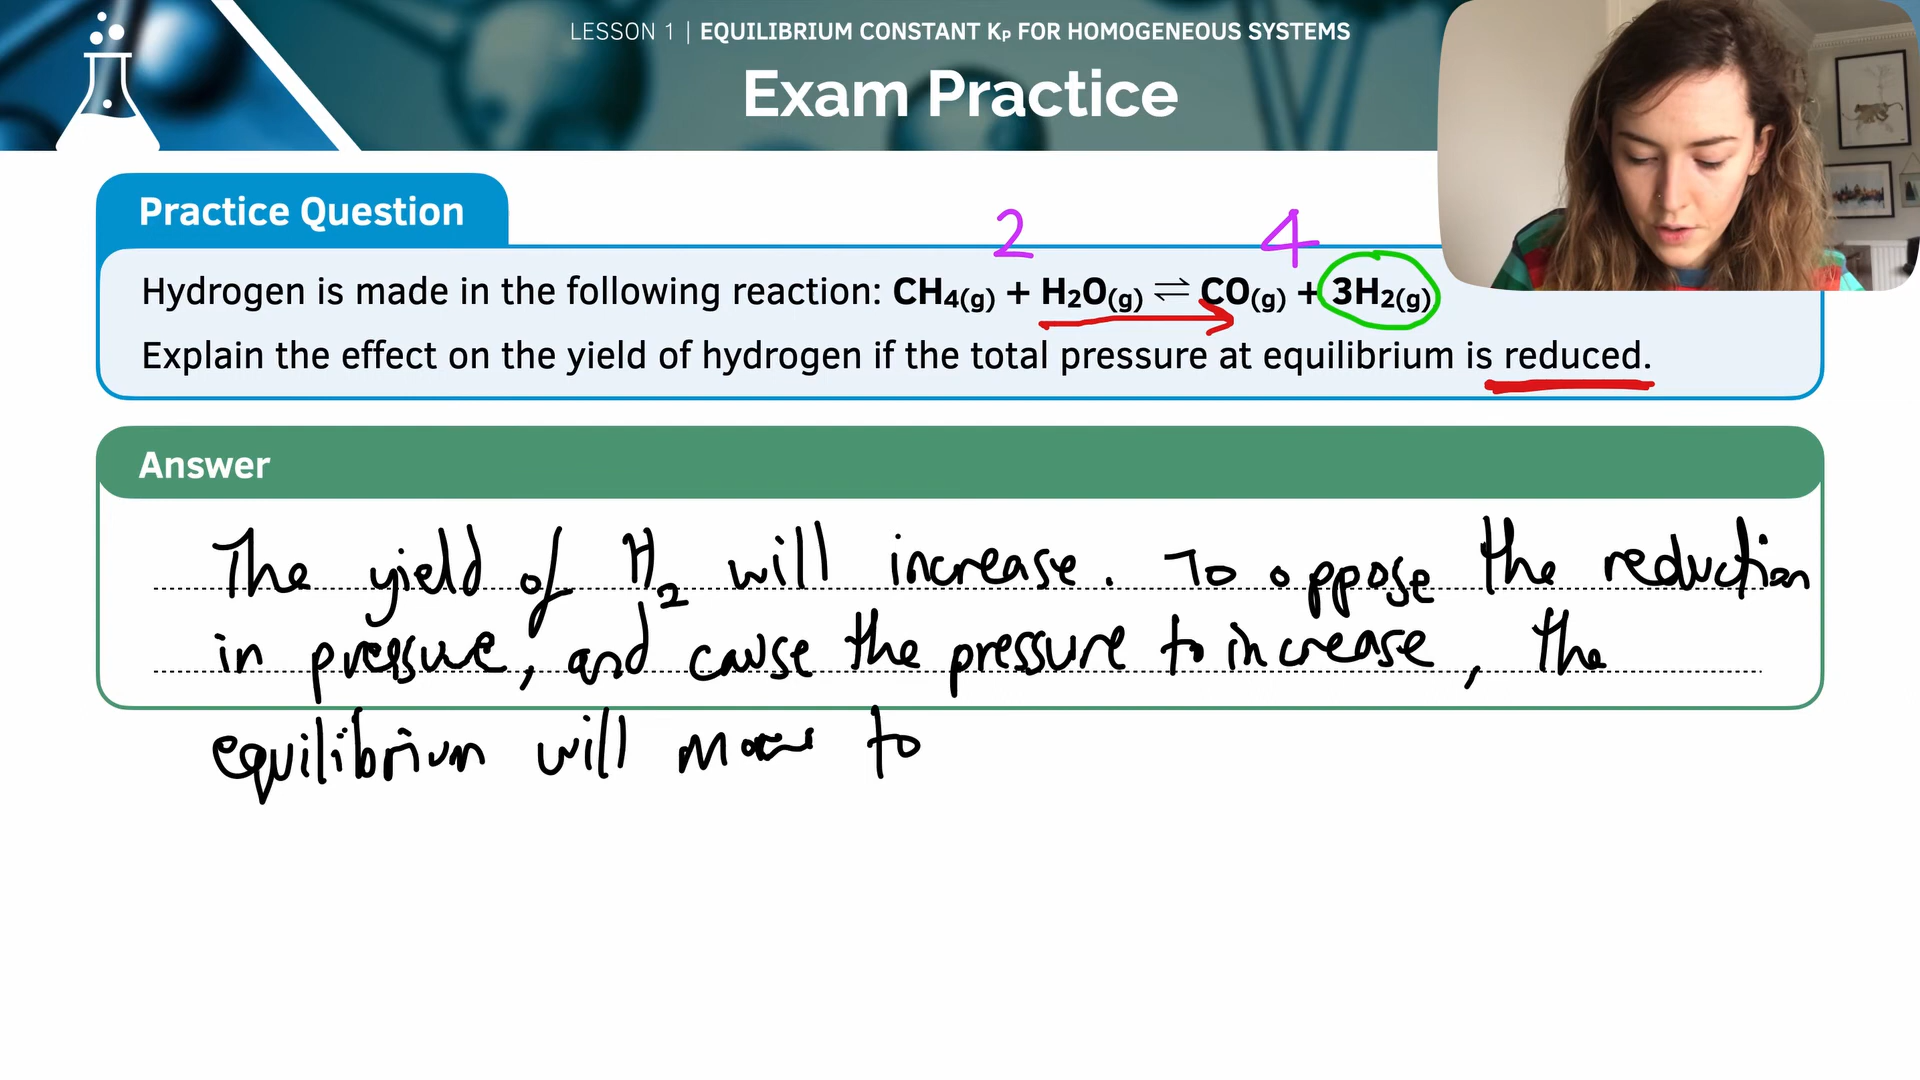 LESSON 1 | EQUILIBRIUM CONSTANT Kp FOR HOMOGENEOUS SYSTEMS
Exam Practice
Practice Question
2 4
Hydrogen is made in the following reaction: CH4(g) + H2O(g) ⇌ CO(g) + 3H2(g)
Explain the effect on the yield of hydrogen if the total pressure at equilibrium is reduced.
Answer
The yield of H2 will increase. To oppose the reduction
in pressure, and cause the pressure to increase, the
equilibrium will move to